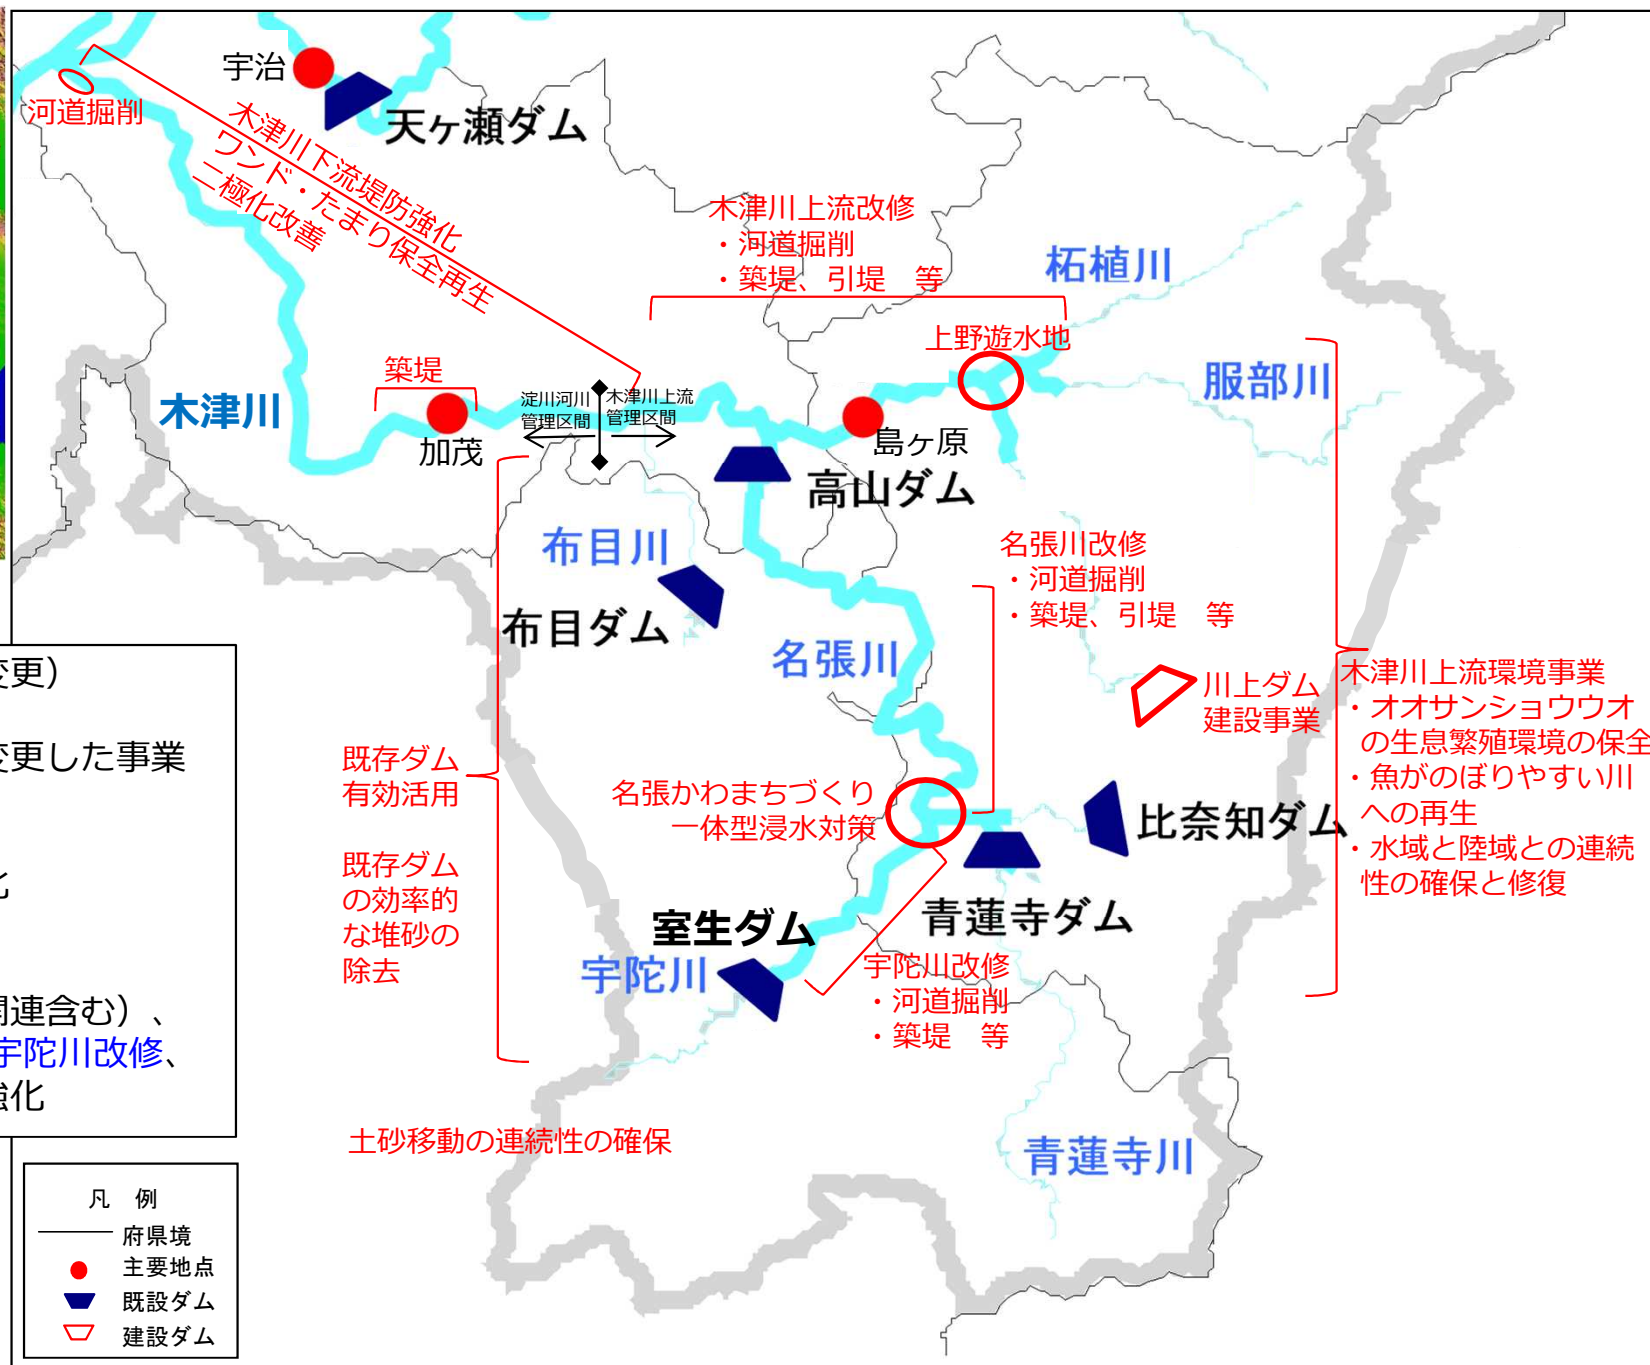 宇治
天ヶ瀬ダム
河道掘削
木津川下流堤防強化
ワンド・たまり保全再生
二極化改善
木津川上流改修
・河道掘削
・築堤、引堤　等
柘植川
上野遊水地
服部川
築堤
木津川
加茂
淀川河川
管理区間
木津川上流
管理区間
島ヶ原
高山ダム
布目川
布目ダム
名張川改修
・河道掘削
・築堤、引堤　等
名張川
川上ダム
建設事業
木津川上流環境事業
・オオサンショウウオ
の生息繁殖環境の保全
・魚がのぼりやすい川
への再生
・水域と陸域との連続
性の確保と修復
既存ダム
有効活用
既存ダム
の効率的
な堆砂の
除去
名張かわまちづくり
一体型浸水対策
比奈知ダム
青蓮寺ダム
室生ダム
宇陀川
宇陀川改修
・河道掘削
・築堤　等
土砂移動の連続性の確保
青蓮寺川
変更）
変更した事業
化
関連含む）、
宇陀川改修、
強化
凡　例
府県境
主要地点
既設ダム
建設ダム